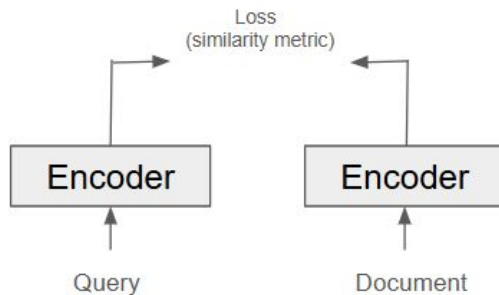 Loss
(similarity metric)
Encoder
Encoder
Query
Document